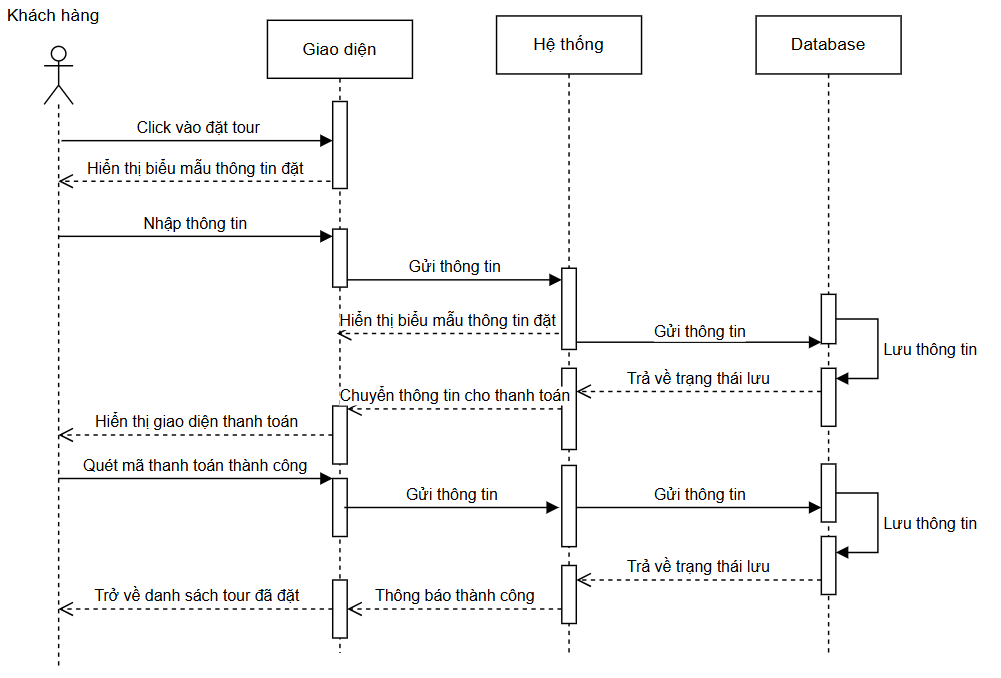 Khách hàng
Giao diện
Hệ thống
Database
Click vào đặt tour
Hiển thị biểu mẫu thông tin đặt
Nhập thông tin
Gửi thông tin
Hiển thị biểu mẫu thông tin đặt
Gửi thông tin
Lưu thông tin
Trả về trạng thái lưu
Chuyển thông tin cho thanh toán
Hiển thị giao diện thanh toán
Quét mã thanh toán thành công
Gửi thông tin
Gửi thông tin
Lưu thông tin
Trả về trạng thái lưu
Thông báo thành công
Trở về danh sách tour đã đặt